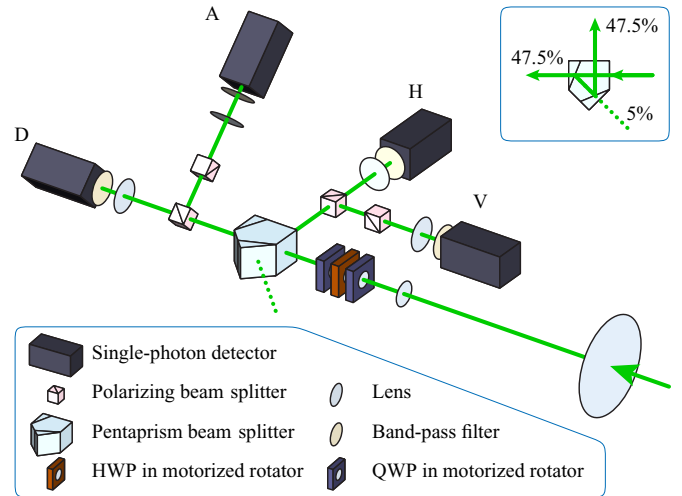 A
47.5%
47.5%
H
5%
D
V
Single-photon detector
Polarizing beam splitter
Lens
Pentaprism beam splitter
Band-pass filter
HWP in motorized rotator
QWP in motorized rotator